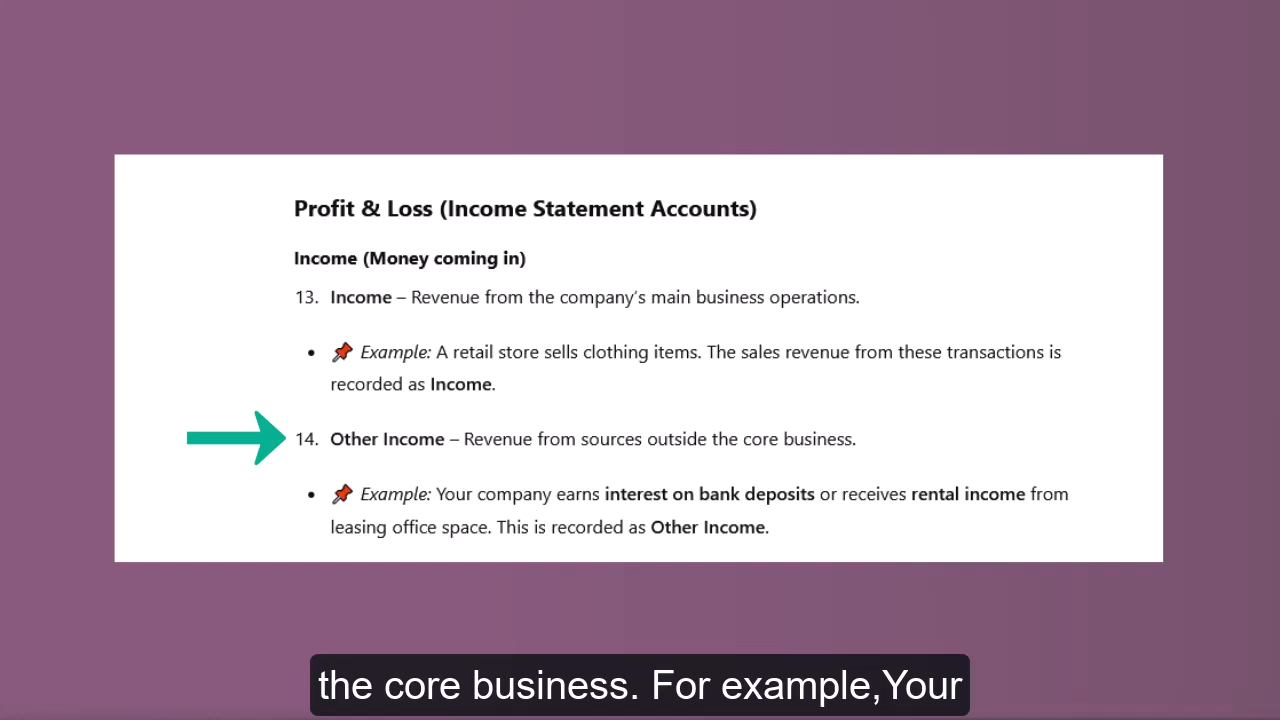 Profit & Loss (Income Statement Accounts)
Income (Money coming in)
13. Income – Revenue from the company’s main business operations.
• 📌 Example: A retail store sells clothing items. The sales revenue from these transactions is
recorded as Income.
14. Other Income – Revenue from sources outside the core business.
• 📌 Example: Your company earns interest on bank deposits or receives rental income from
leasing office space. This is recorded as Other Income.
the core business. For example,Your